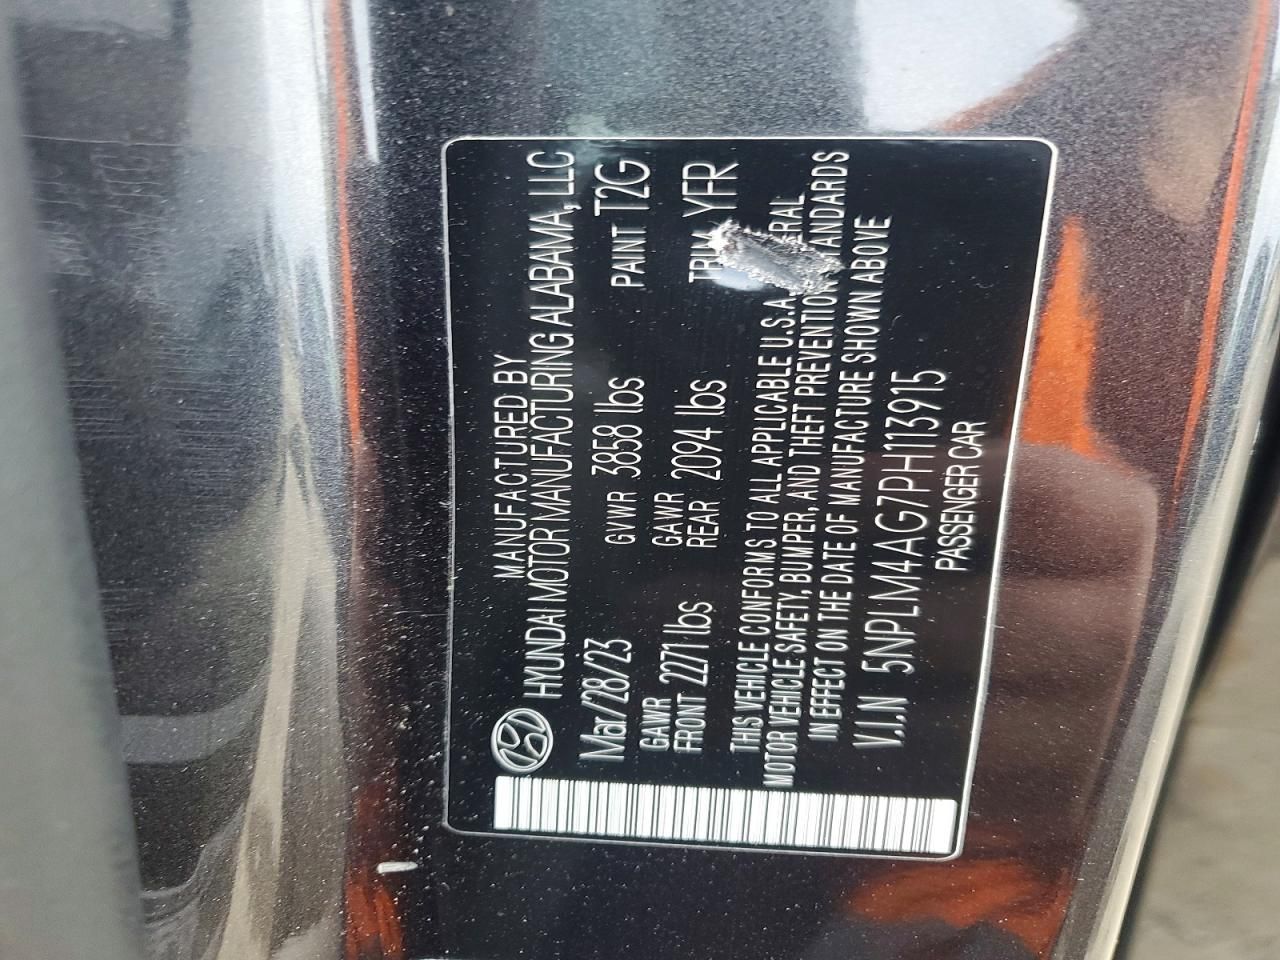 MANUFACTURED BY
HYUNDAI MOTOR MANUFACTURING ALABAMA, LLC
Mar/28/23 GVWR 3858 lbs PAINT T2G
GAWR FRONT 2271 lbs GAWR REAR 2094 lbs TRIM YFR
THIS VEHICLE CONFORMS TO ALL APPLICABLE U.S.A.
MOTOR VEHICLE SAFETY, BUMPER, AND THEFT PREVENTION
IN EFFECT ON THE DATE OF MANUFACTURE SHOWN ABOVE
V.I.N 5NPLM4AG7PH113915
PASSENGER CAR